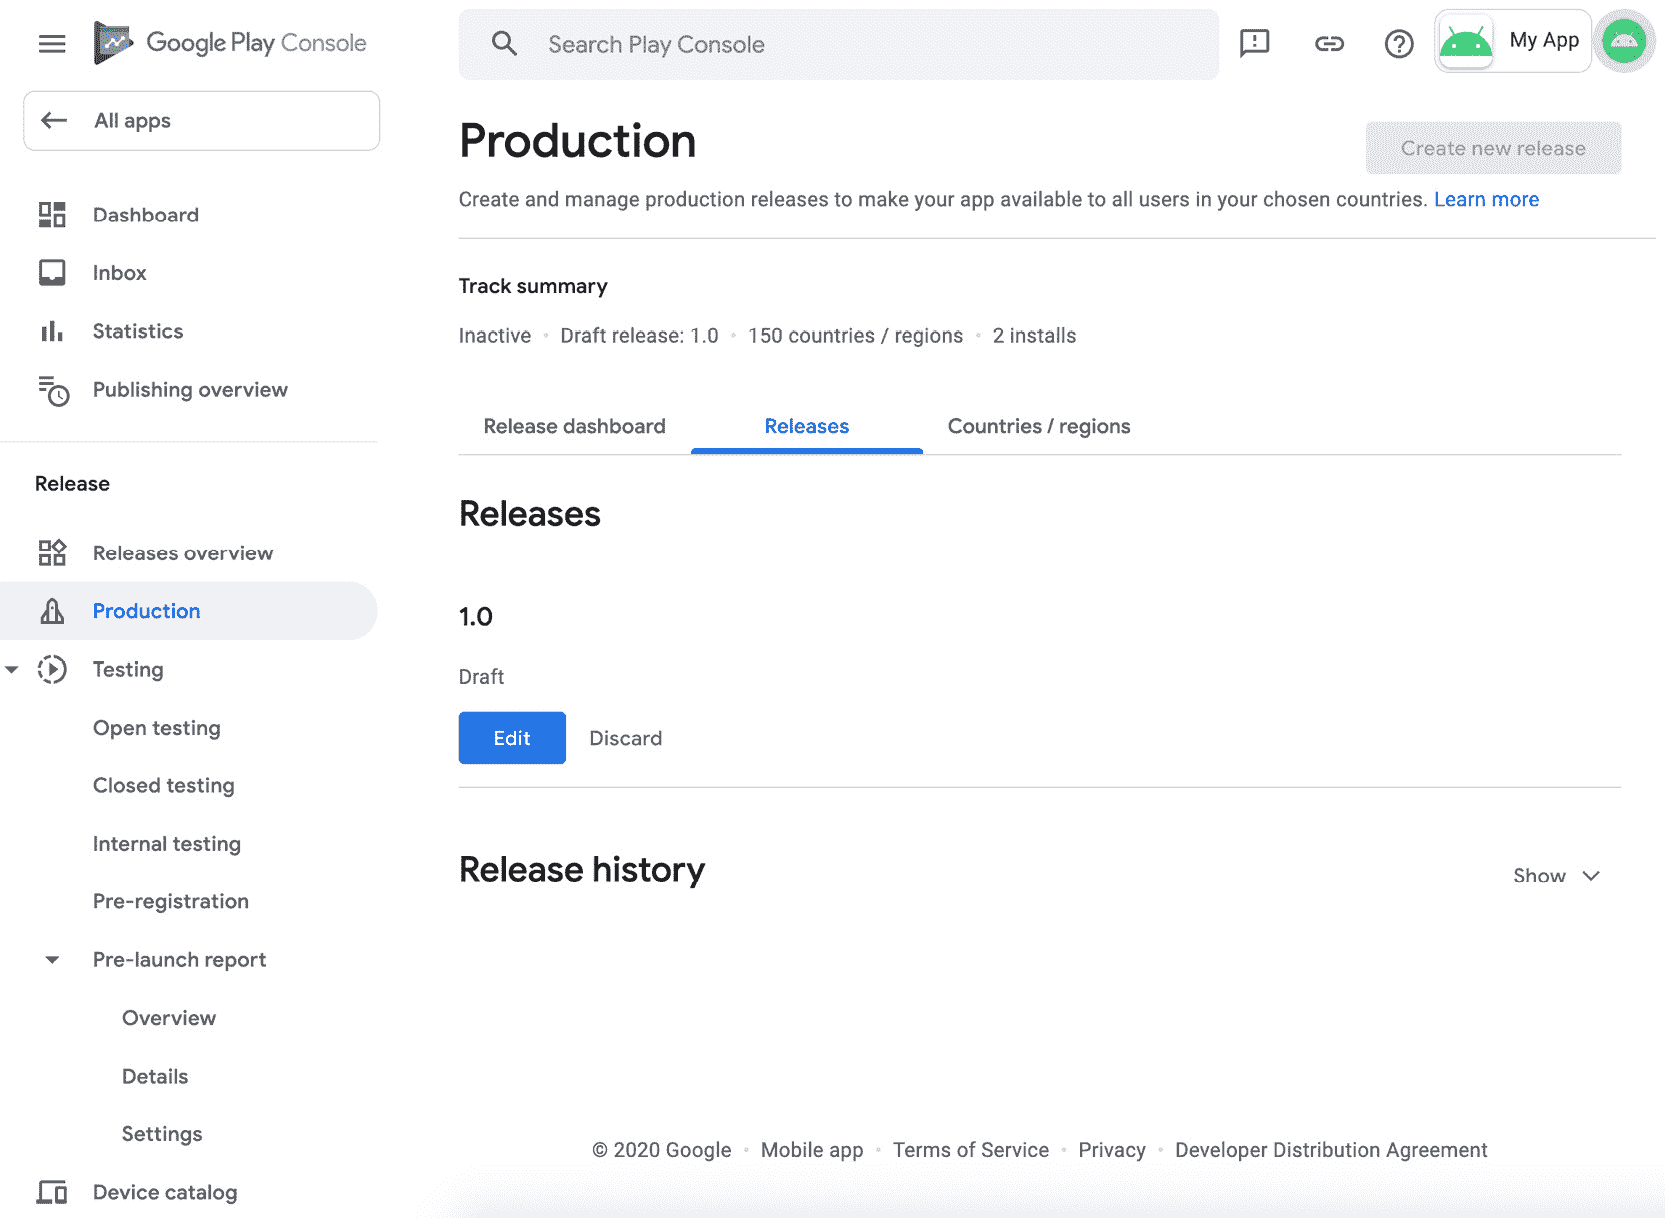 Google Play Console
Search Play Console
My App
All apps
Production
Create new release
Create and manage production releases to make your app available to all users in your chosen countries. Learn more
Dashboard
Inbox
Statistics
Publishing overview
Release
Releases overview
Production
Testing
Open testing
Closed testing
Internal testing
Pre-registration
Pre-launch report
Overview
Details
Settings
Device catalog
Track summary
Inactive • Draft release: 1.0 • 150 countries / regions • 2 installs
Release dashboard
Releases
Countries / regions
Releases
1.0
Draft
Edit
Discard
Release history
Show
© 2020 Google • Mobile app • Terms of Service • Privacy • Developer Distribution Agreement